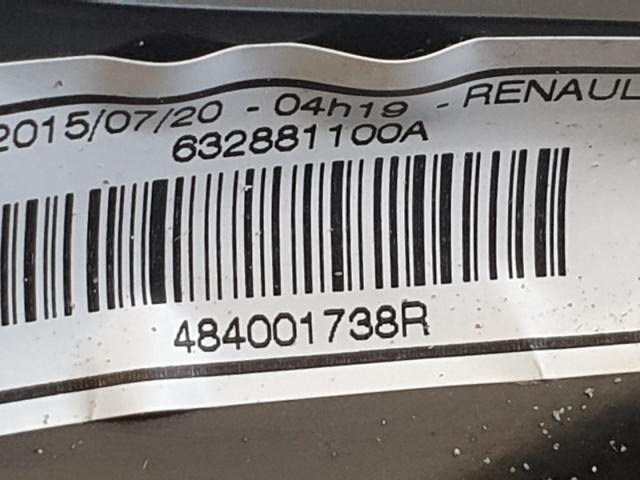 2015/07/20 - 04h19 - RENAUL
632881100A
484001738R